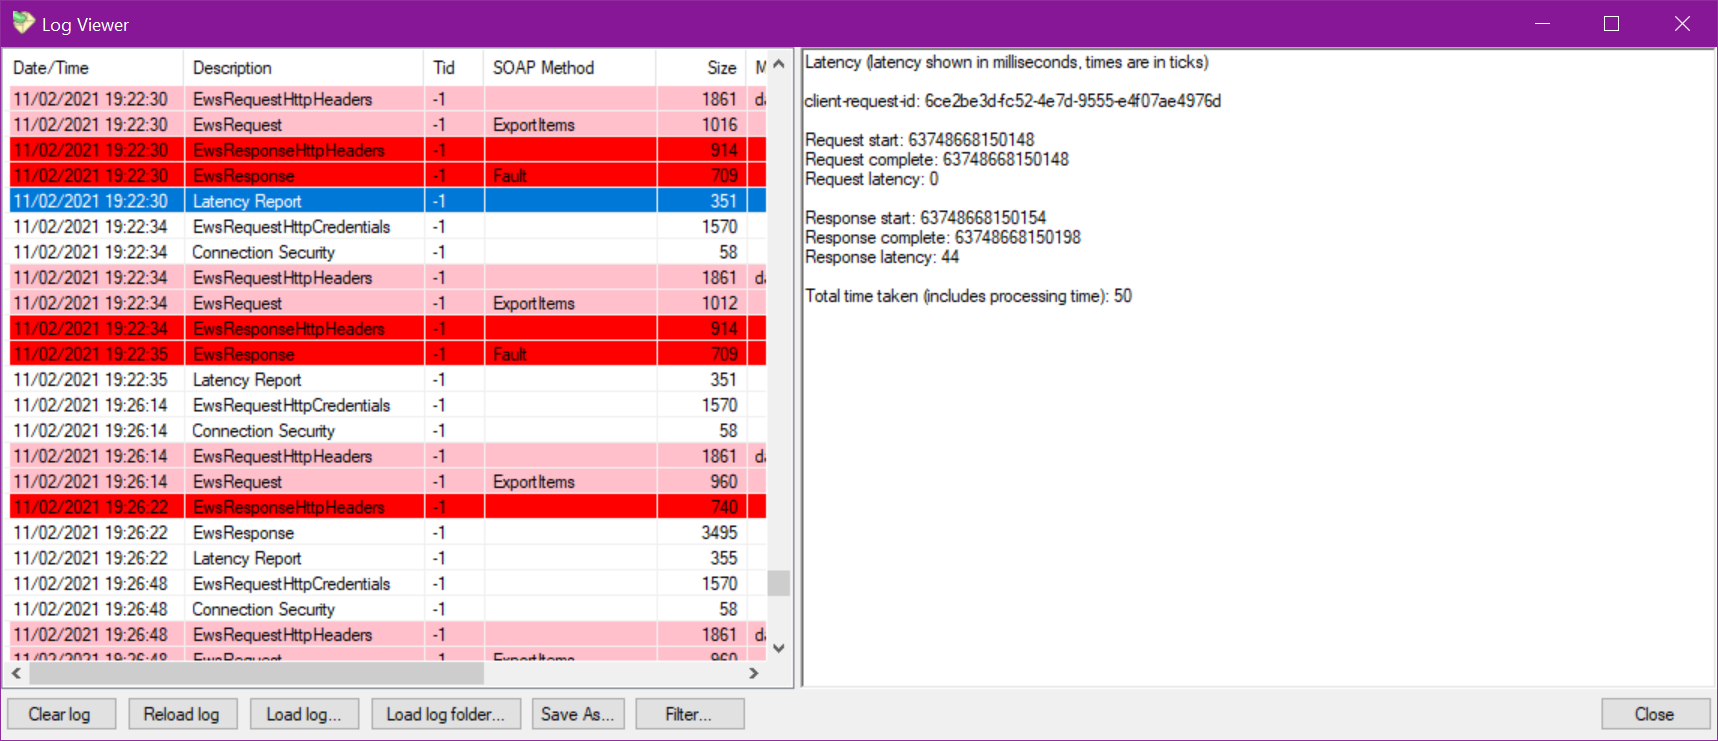 Log Viewer
Date/Time Description Tid SOAP Method Size
11/02/2021 19:22:30 EwsRequestHttpHeaders -1 1861
11/02/2021 19:22:30 EwsRequest -1 ExportItems 1016
11/02/2021 19:22:30 EwsResponseHttpHeaders -1 914
11/02/2021 19:22:30 EwsResponse -1 Fault 709
11/02/2021 19:22:30 Latency Report -1 351
11/02/2021 19:22:34 EwsRequestHttpCredentials -1 1570
11/02/2021 19:22:34 Connection Security -1 58
11/02/2021 19:22:34 EwsRequestHttpHeaders -1 1861
11/02/2021 19:22:34 EwsRequest -1 ExportItems 1012
11/02/2021 19:22:34 EwsResponseHttpHeaders -1 914
11/02/2021 19:22:35 EwsResponse -1 Fault 709
11/02/2021 19:22:35 Latency Report -1 351
11/02/2021 19:26:14 EwsRequestHttpCredentials -1 1570
11/02/2021 19:26:14 Connection Security -1 58
11/02/2021 19:26:14 EwsRequestHttpHeaders -1 1861
11/02/2021 19:26:14 EwsRequest -1 ExportItems 960
11/02/2021 19:26:22 EwsResponseHttpHeaders -1 740
11/02/2021 19:26:22 EwsResponse -1 3495
11/02/2021 19:26:22 Latency Report -1 355
11/02/2021 19:26:48 EwsRequestHttpCredentials -1 1570
11/02/2021 19:26:48 Connection Security -1 58
11/02/2021 19:26:48 EwsRequestHttpHeaders -1 1861
11/02/2021 19:26:48 EwsRequest -1 ExportItems 960
Latency (latency shown in milliseconds, times are in ticks)
client-request-id: 6ce2be3d-fc52-4e7d-9555-e4f07ae4976d
Request start: 63748668150148
Request complete: 63748668150148
Request latency: 0
Response start: 63748668150154
Response complete: 63748668150198
Response latency: 44
Total time taken (includes processing time): 50
Clear log Reload log Load log... Load log folder... Save As... Filter... Close